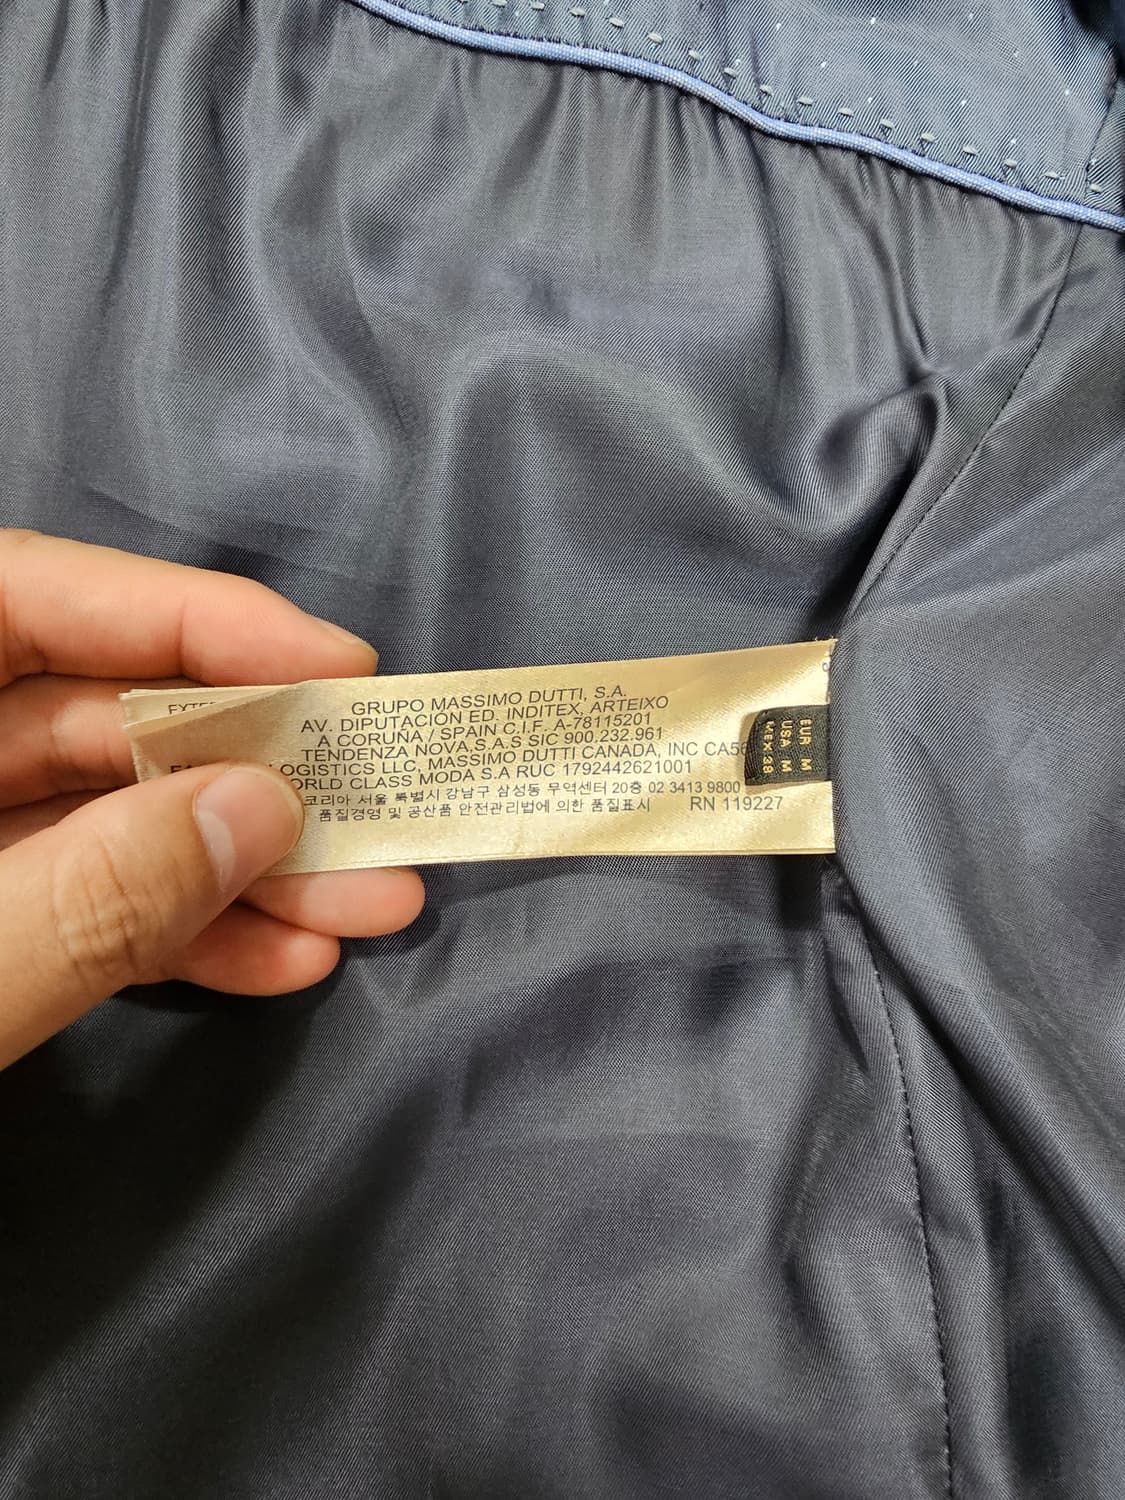 GRUPO MASSIMO DUTTI, S.A.
AV. DIPUTACION ED. INDITEX, ARTEIXO
A CORUÑA / SPAIN C.I.F. A-78115201
TENDENZA NOVA,S.A.S SIC 900.232.961
LOGISTICS LLC, MASSIMO DUTTI CANADA, INC CA56
ORLD CLASS MODA S.A RUC 1792442621001
코리아 서울 특별시 강남구 삼성동 무역센터 20층 02 3413 9800
품질경영 및 공산품 안전관리법에 의한 품질표시 RN 119227
EUR M
USA M
MEX 38